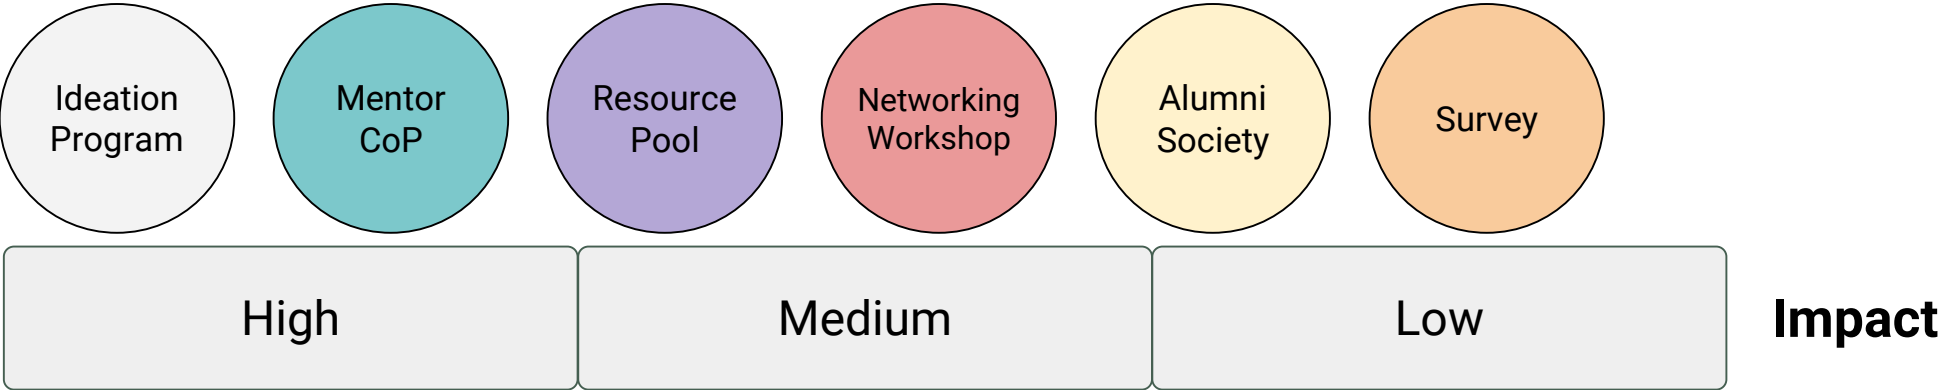 Ideation
Program
Mentor
CoP
Resource
Pool
Networking
Workshop
Alumni
Society
Survey
High
Medium
Low
Impact